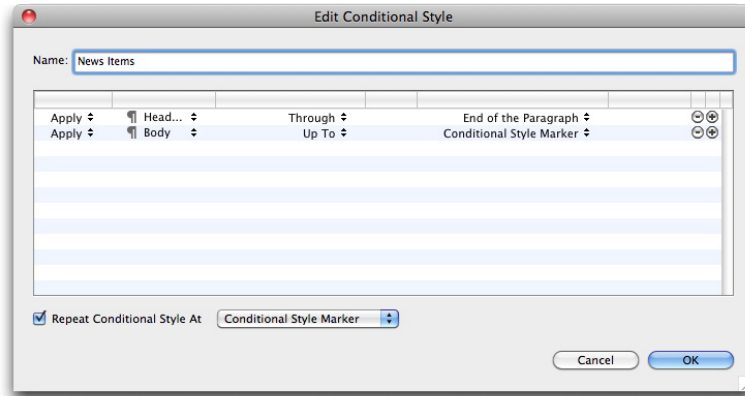 Edit Conditional Style
Name: News Items
Apply ¶ Head... Through End of the Paragraph
Apply ¶ Body Up To Conditional Style Marker
Repeat Conditional Style At Conditional Style Marker
Cancel OK